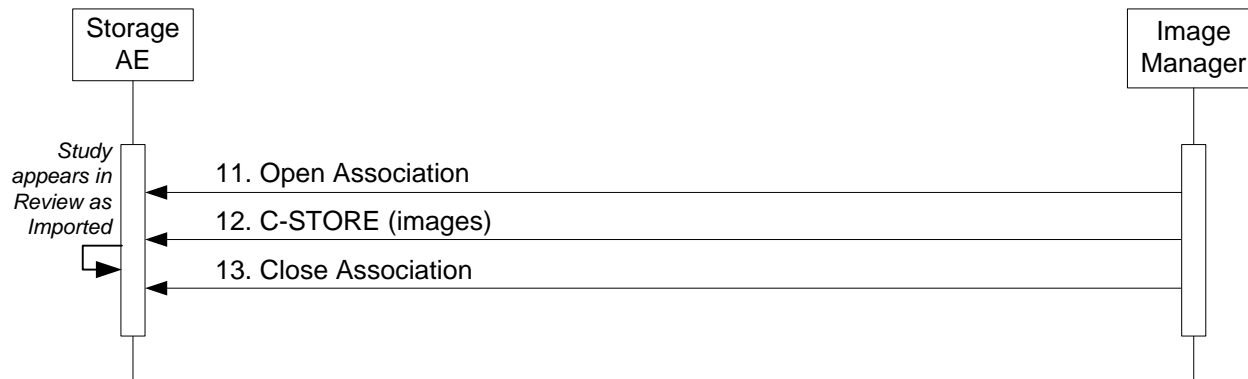 Storage
AE
Image
Manager
Study
appears in
Review as
Imported
11. Open Association
12. C-STORE (images)
13. Close Association